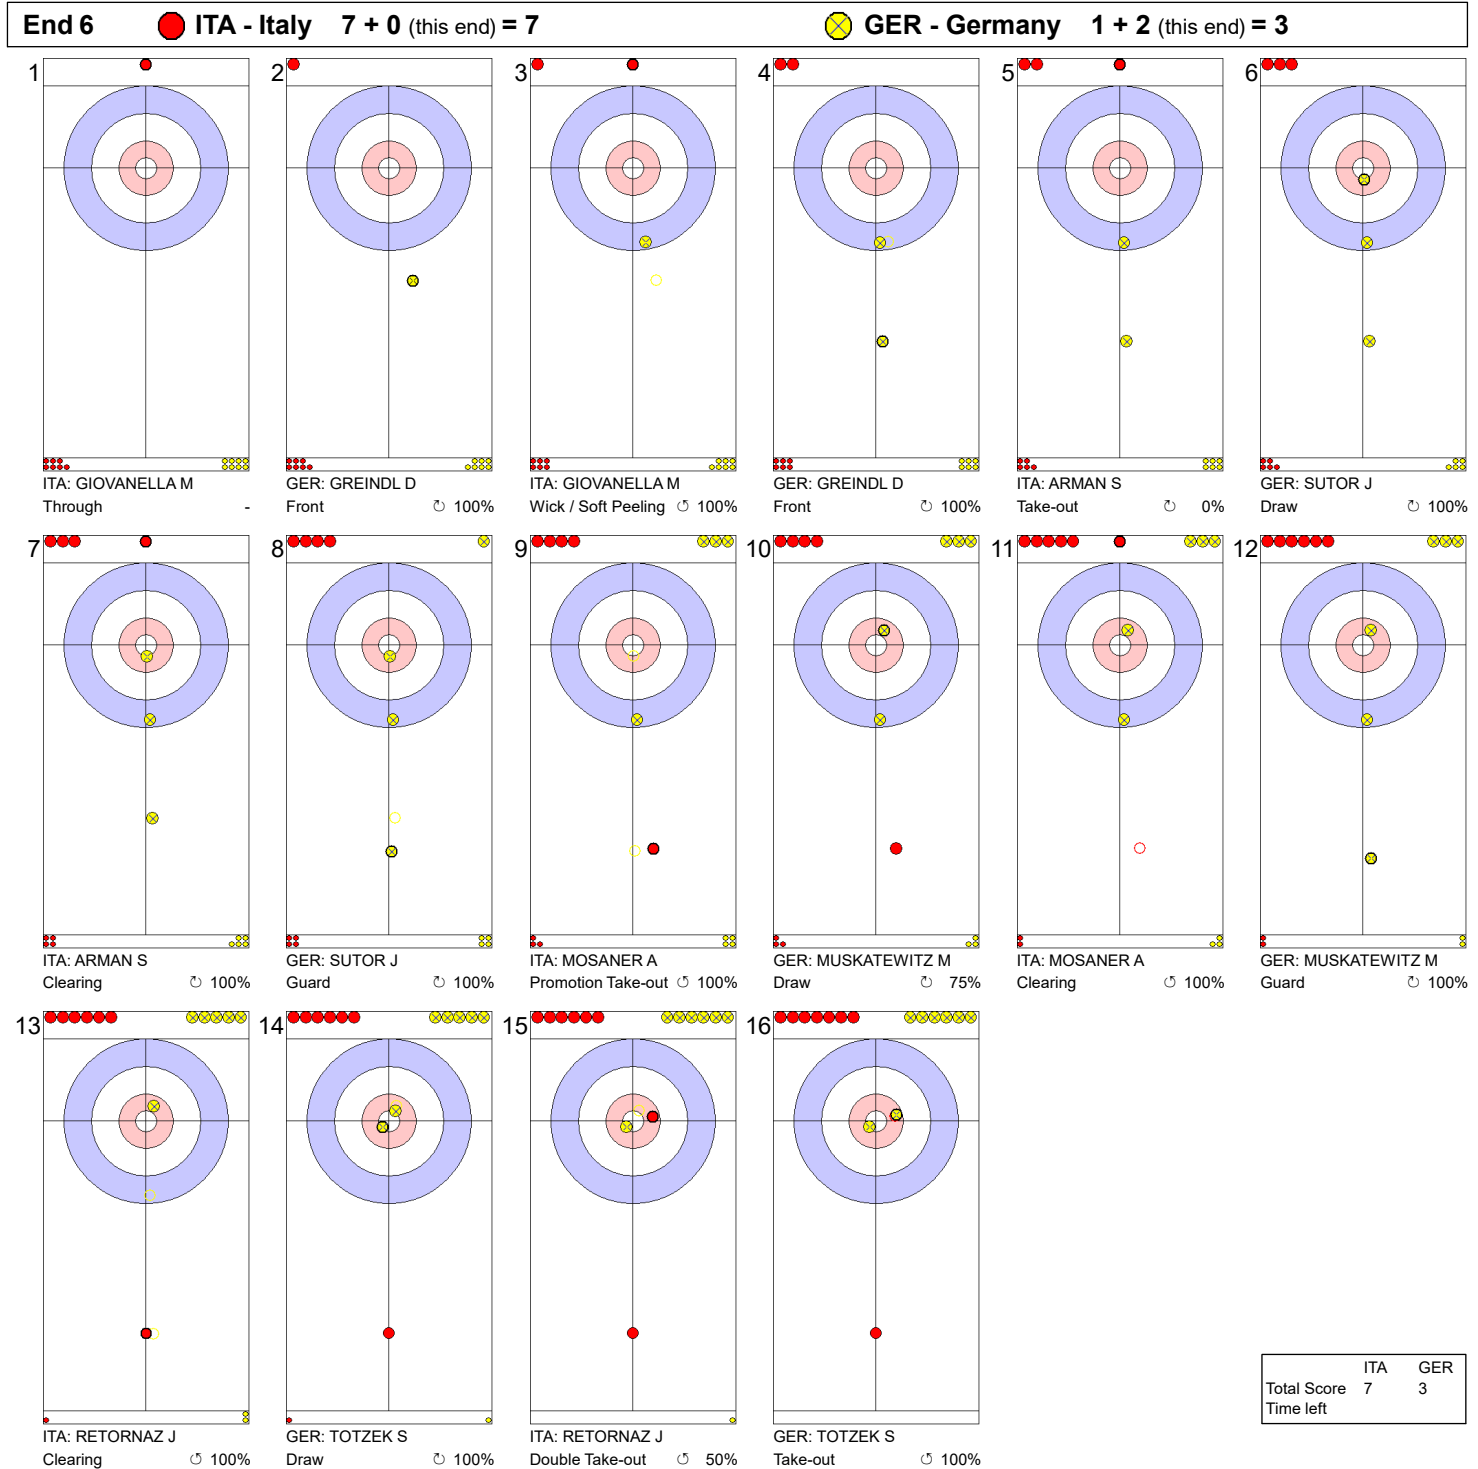 End 6 ITA - Italy 7 + 0 (this end) = 7 GER - Germany 1 + 2 (this end) = 3
1 2 3 4 5 6
ITA: GIOVANELLA M GER: GREINDL D ITA: GIOVANELLA M GER: GREINDL D ITA: ARMAN S GER: SUTOR J
Through - Front ↻ 100% Wick / Soft Peeling ↺ 100% Front ↻ 100% Take-out ↻ 0% Draw ↻ 100%
7 8 9 10 11 12
ITA: ARMAN S GER: SUTOR J ITA: MOSANER A GER: MUSKATEWITZ M ITA: MOSANER A GER: MUSKATEWITZ M
Clearing ↻ 100% Guard ↻ 100% Promotion Take-out ↺ 100% Draw ↻ 75% Clearing ↺ 100% Guard ↻ 100%
13 14 15 16
ITA: RETORNAZ J GER: TOTZEK S ITA: RETORNAZ J GER: TOTZEK S
Clearing ↺ 100% Draw ↺ 100% Double Take-out ↺ 50% Take-out ↺ 100%
ITA GER
Total Score 7 3
Time left